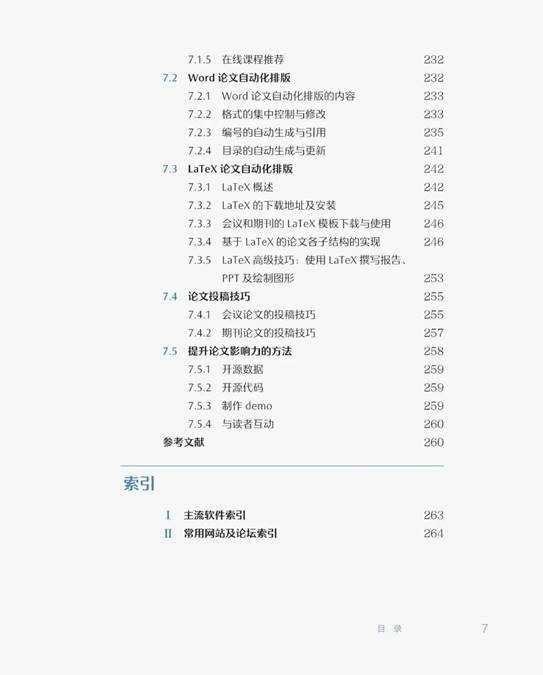 7.1.5 在线课程推荐 232
7.2 Word 论文自动化排版 232
7.2.1 Word 论文自动化排版的内容 233
7.2.2 格式的集中控制与修改 233
7.2.3 编号的自动生成与引用 235
7.2.4 目录的自动生成与更新 241
7.3 LaTeX 论文自动化排版 242
7.3.1 LaTeX 概述 242
7.3.2 LaTeX 的下载地址及安装 245
7.3.3 会议和期刊的 LaTeX 模板下载与使用 246
7.3.4 基于 LaTeX 的论文各子结构的实现 246
7.3.5 LaTeX 高级技巧：使用 LaTeX 撰写报告、
PPT 及绘制图形 253
7.4 论文投稿技巧 255
7.4.1 会议论文的投稿技巧 255
7.4.2 期刊论文的投稿技巧 257
7.5 提升论文影响力的方法 258
7.5.1 开源数据 259
7.5.2 开源代码 259
7.5.3 制作 demo 259
7.5.4 与读者互动 260
参考文献 260
索引
Ⅰ 主流软件索引 263
Ⅱ 常用网站及论坛索引 264
目 录 7